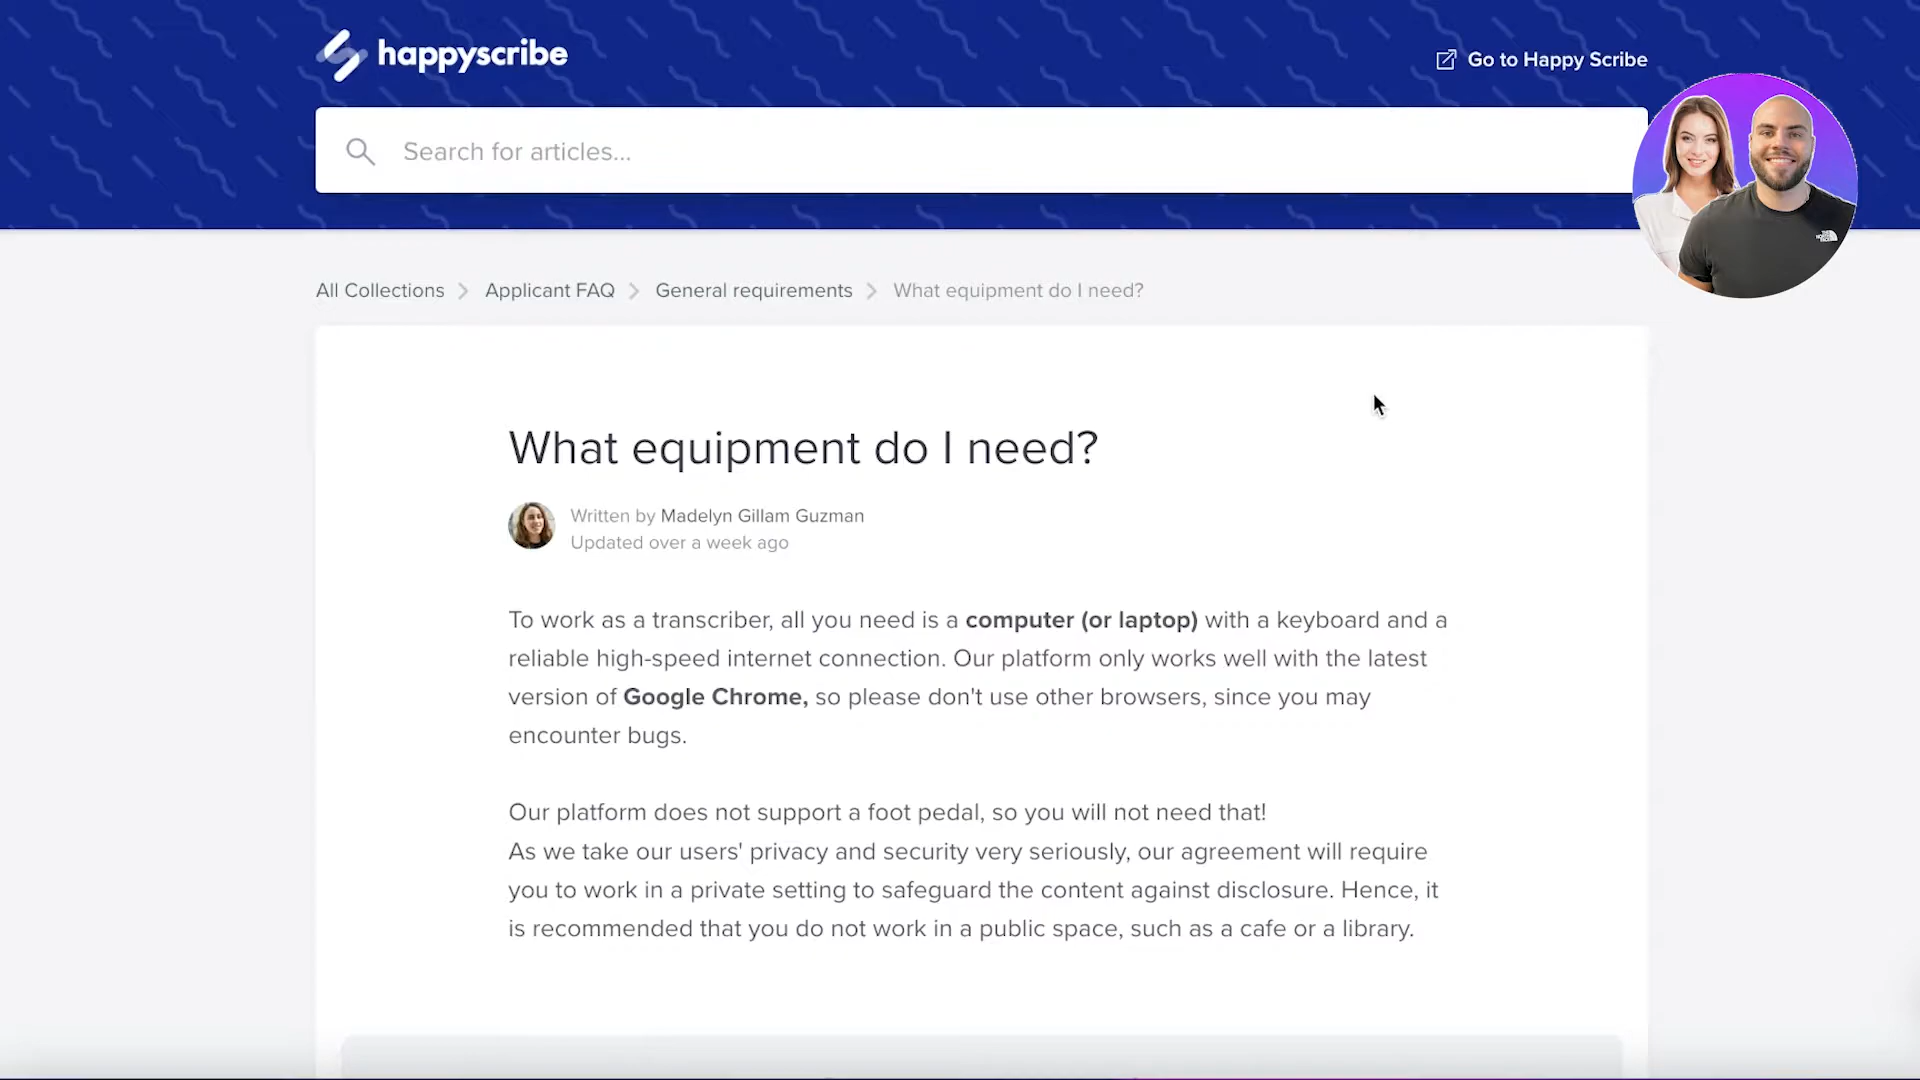 happyscribe
Go to Happy Scribe
Search for articles...
All Collections > Applicant FAQ > General requirements > What equipment do I need?
What equipment do I need?
Written by Madelyn Gillam Guzman
Updated over a week ago
To work as a transcriber, all you need is a computer (or laptop) with a keyboard and a
reliable high-speed internet connection. Our platform only works well with the latest
version of Google Chrome, so please don't use other browsers, since you may
encounter bugs.
Our platform does not support a foot pedal, so you will not need that!
As we take our users' privacy and security very seriously, our agreement will require
you to work in a private setting to safeguard the content against disclosure. Hence, it
is recommended that you do not work in a public space, such as a cafe or a library.